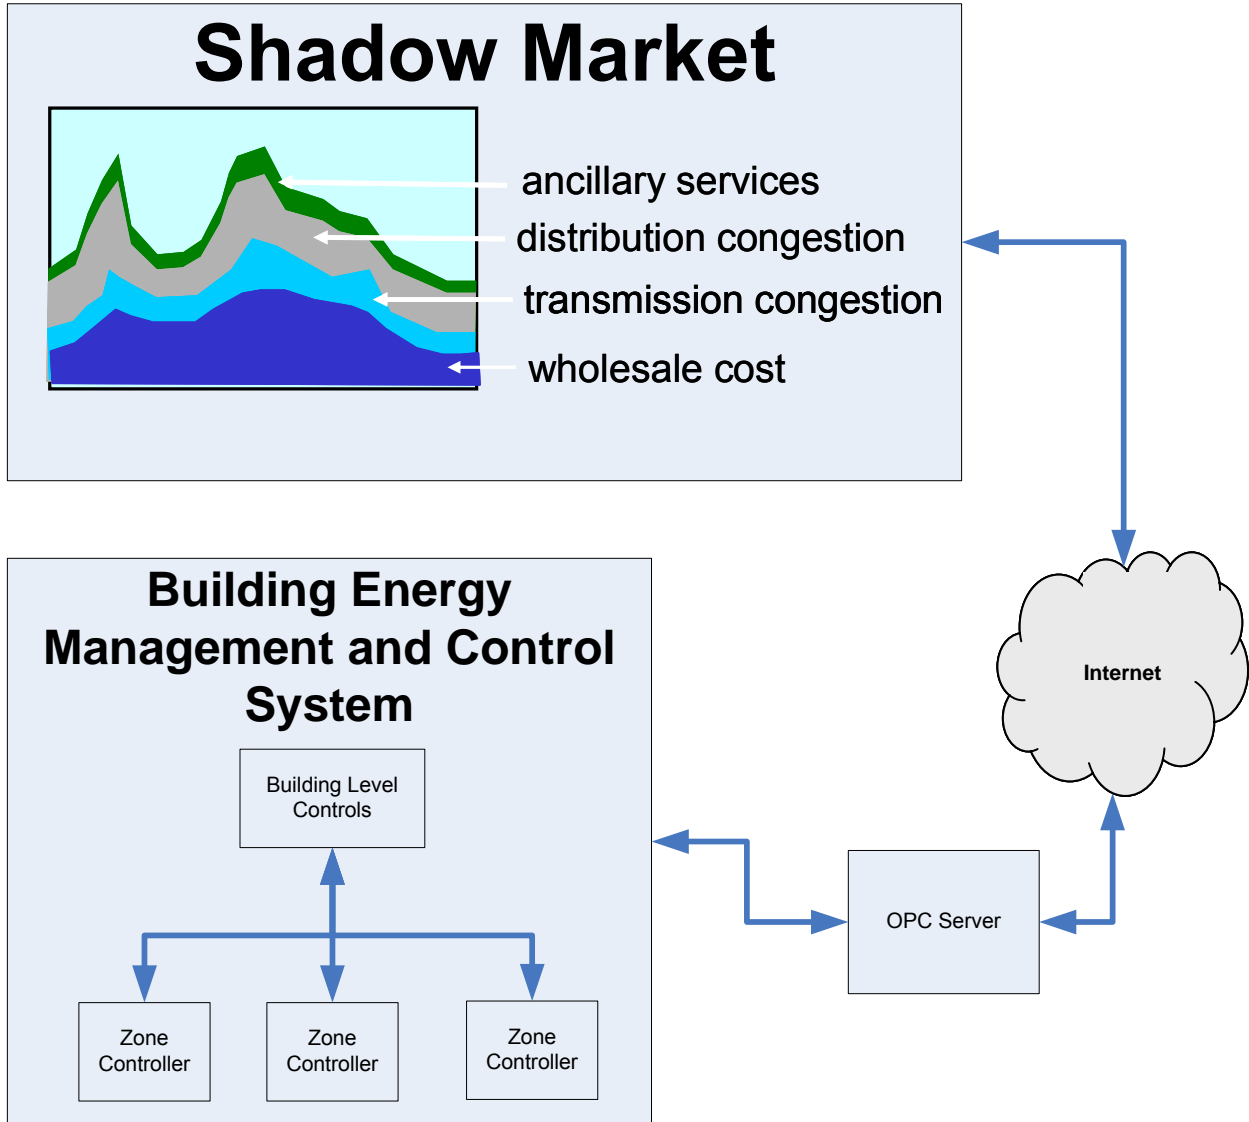 Shadow Market
ancillary services
distribution congestion
transmission congestion
wholesale cost
Building Energy
Management and Control
System
Building Level
Controls
Zone
Controller
Zone
Controller
Zone
Controller
OPC Server
Internet